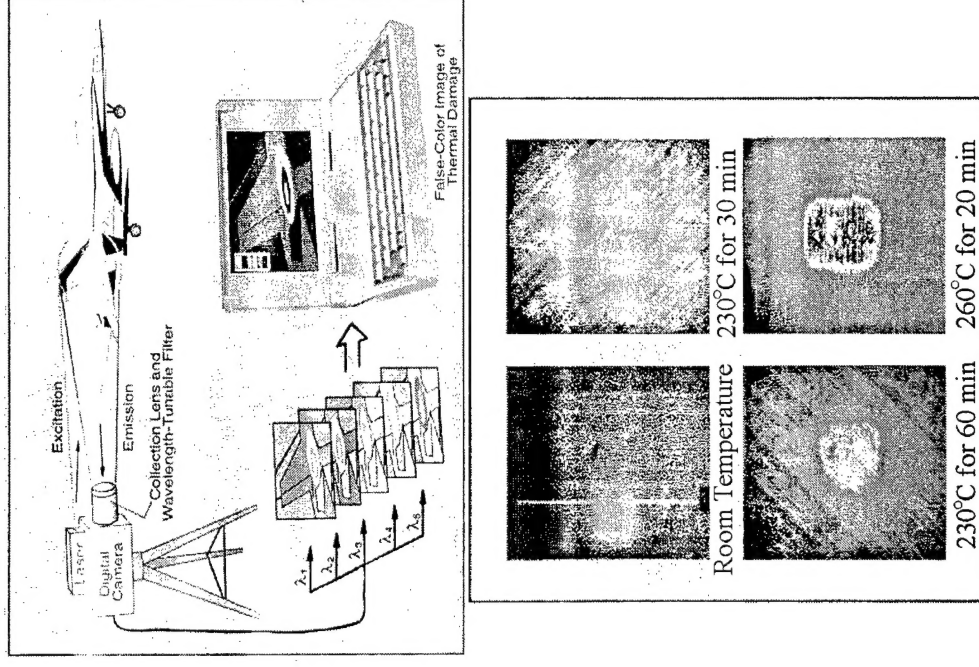 Laser
Digital
Camera
Excitation
Emission
Collection Lens and
Wavelength-Tunable Filter
λ1
λ2
λ3
λ4
λ5
False-Color Image of
Thermal Damage
Room Temperature
230°C for 30 min
230°C for 60 min
260°C for 20 min